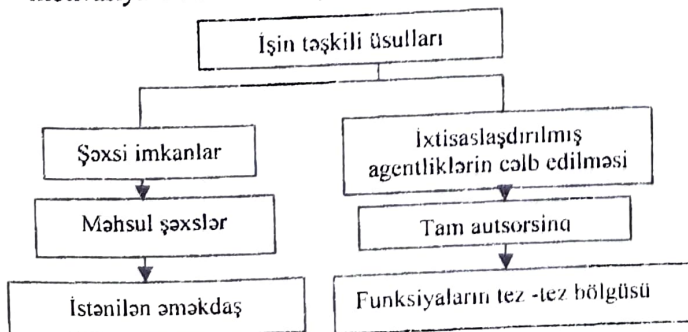 İşin təşkili üsulları
Şəxsi imkanlar
İxtisaslaşdırılmış
agentliklərin cəlb edilməsi
Məhsul şəxslər
Tam autsorsinq
İstənilən əməkdaş
Funksiyaların tez -tez bölgüsü